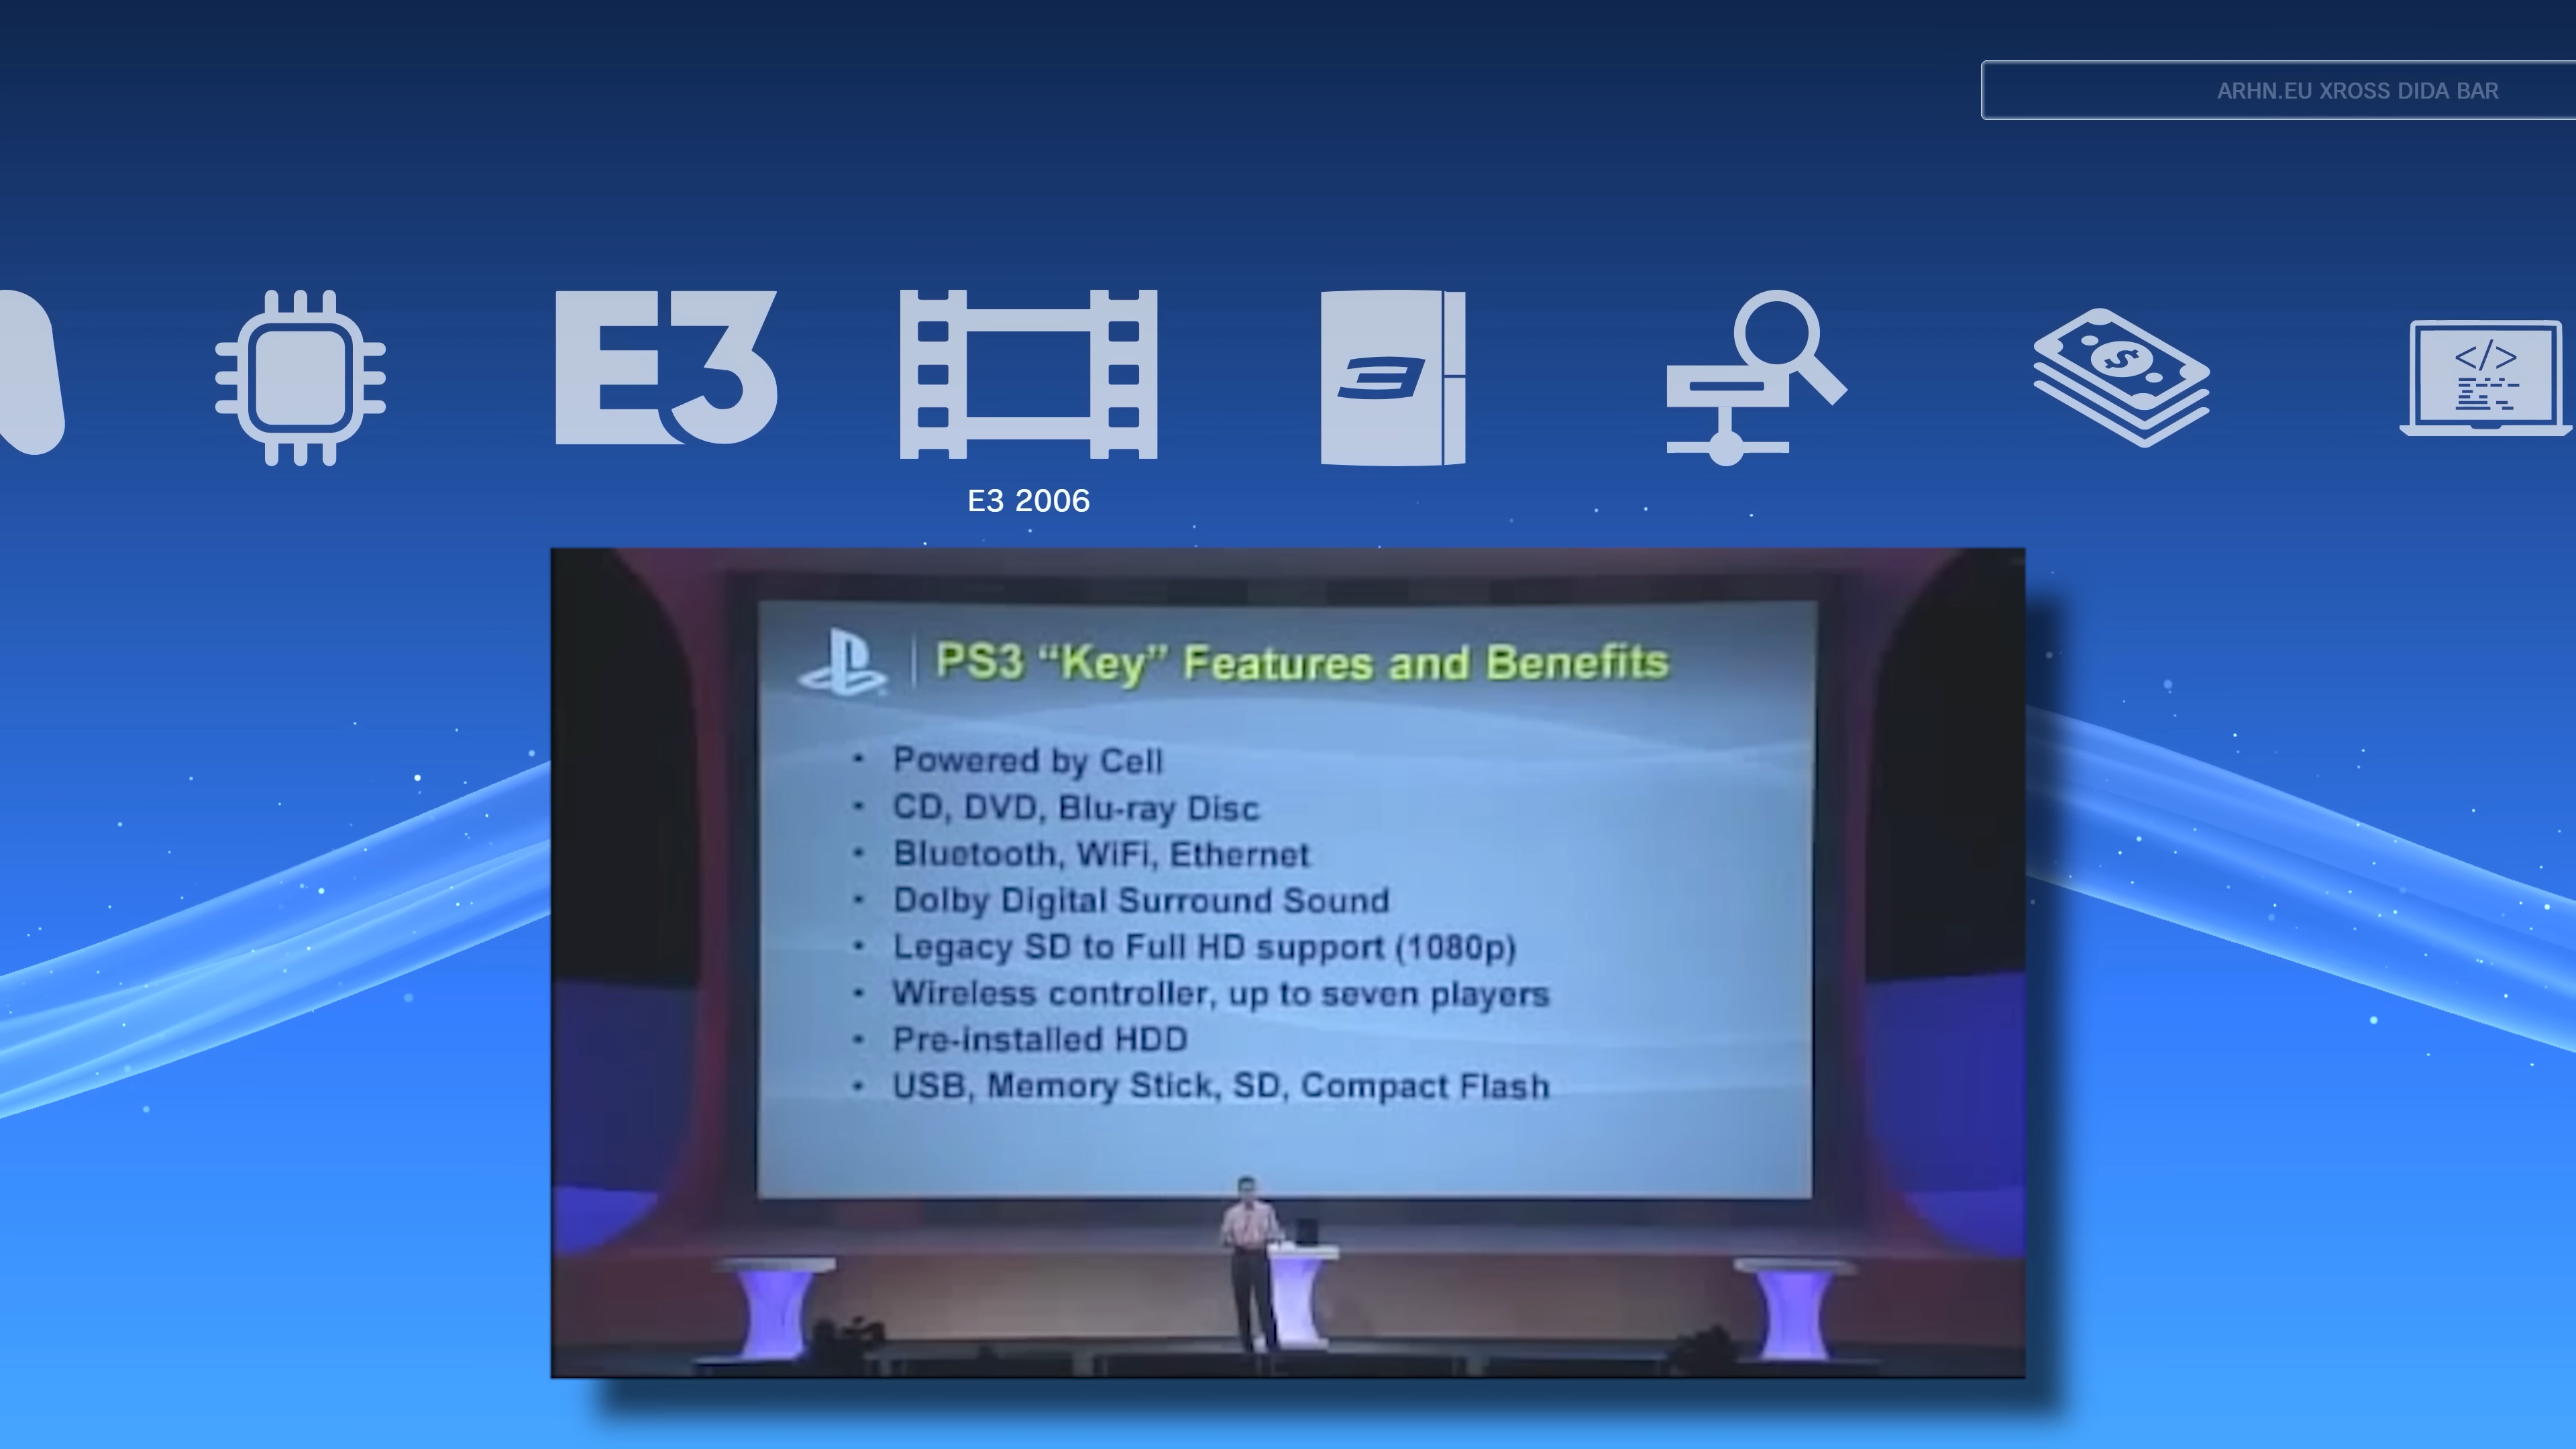 ARHN.EU XROSS DIDA BAR
E3
3
$
</>
E3 2006
PS3 “Key” Features and Benefits
• Powered by Cell
• CD, DVD, Blu-ray Disc
• Bluetooth, WiFi, Ethernet
• Dolby Digital Surround Sound
• Legacy SD to Full HD support (1080p)
• Wireless controller, up to seven players
• Pre-installed HDD
• USB, Memory Stick, SD, Compact Flash